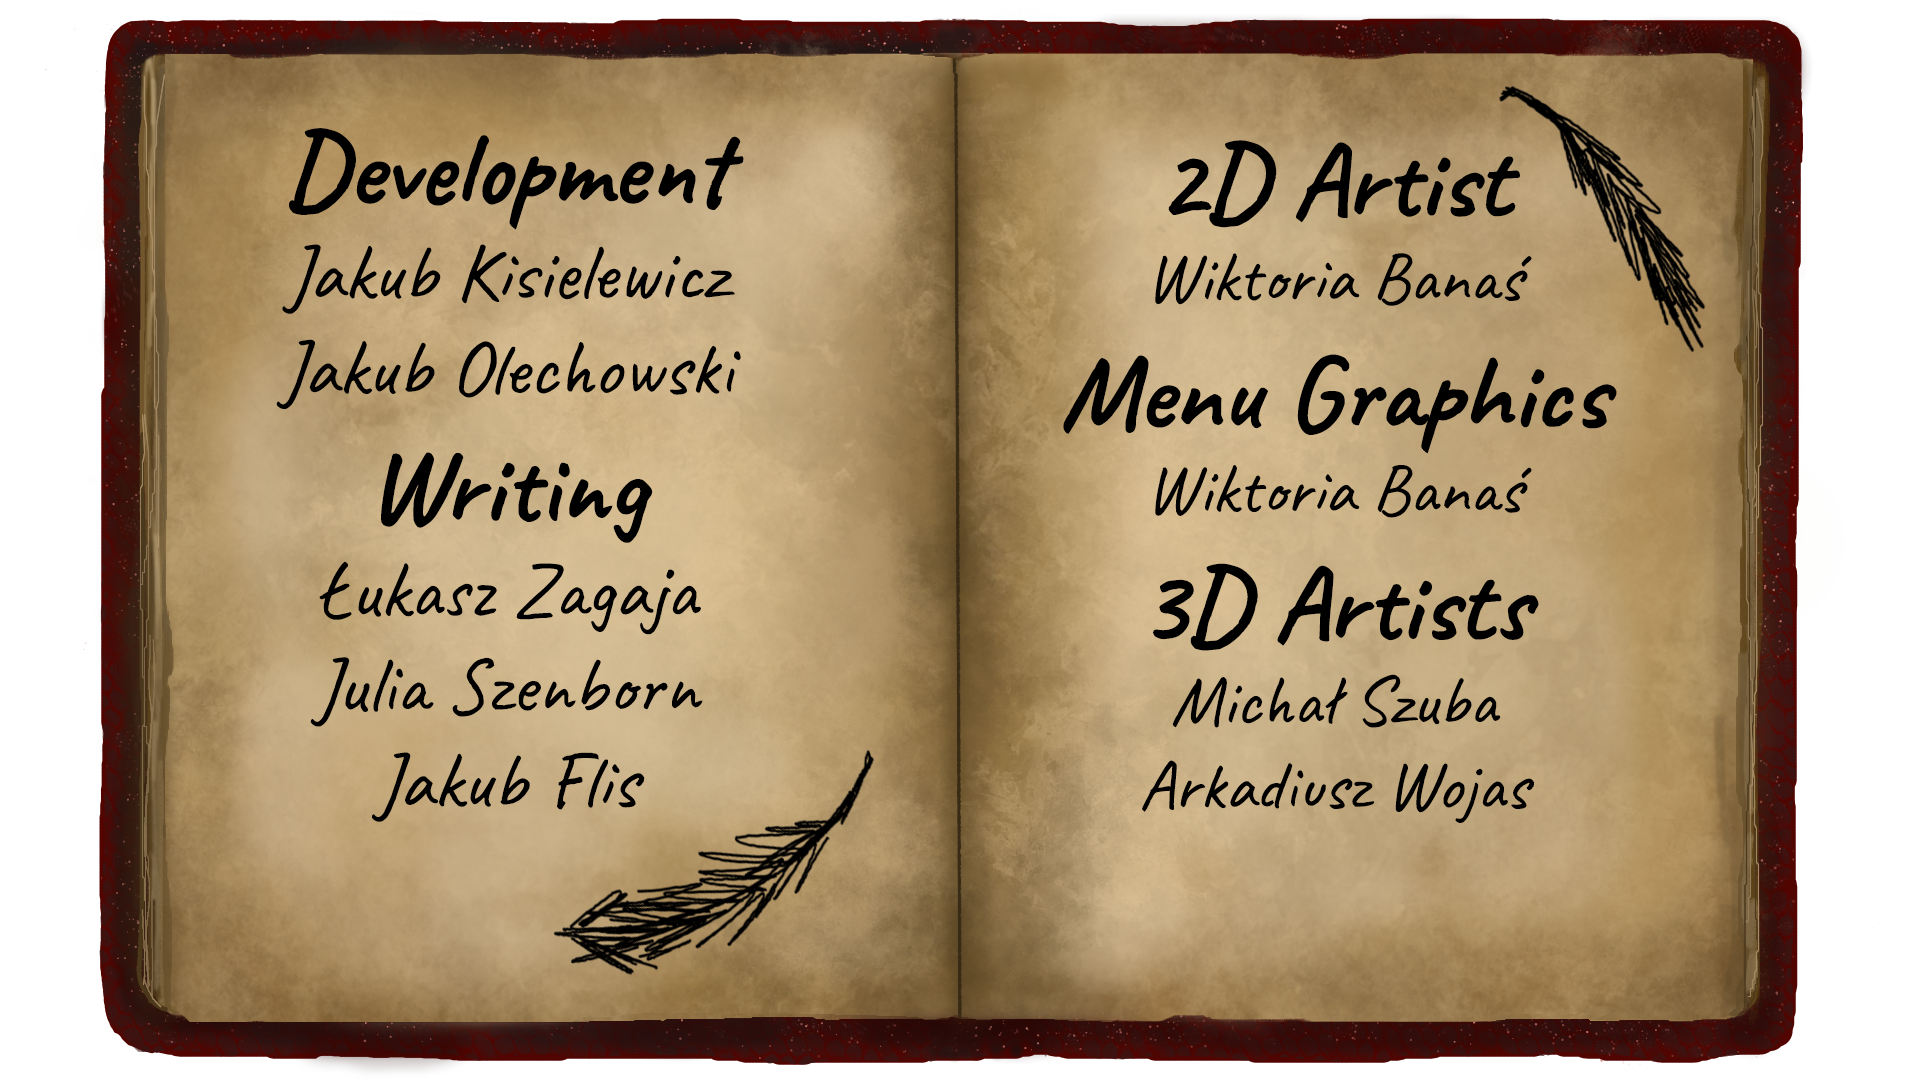 Development
Jakub Kisielewicz
Jakub Olechowski
Writing
Łukasz Zagaja
Julia Szenborn
Jakub Flis
2D Artist
Wiktoria Banaś
Menu Graphics
Wiktoria Banaś
3D Artists
Michał Szuba
Arkadiusz Wojas